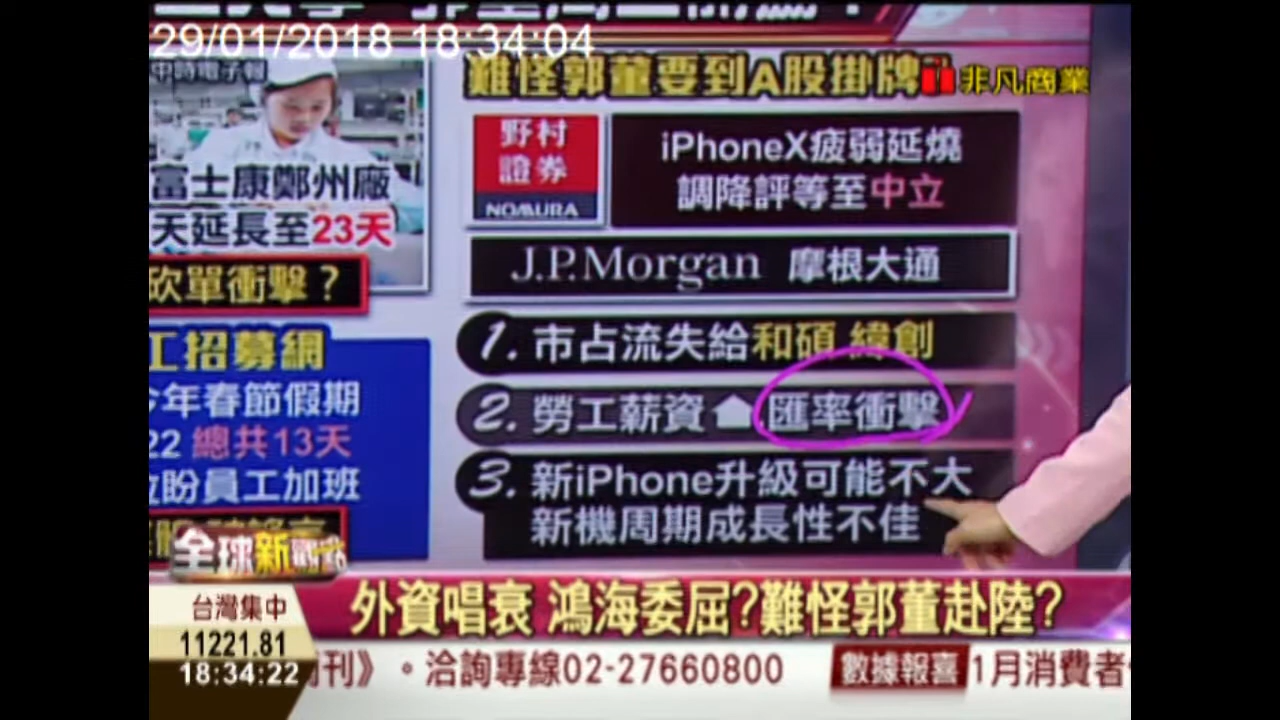 29/01/2018 18:34:04
中時電子報
難怪郭董要到A股掛牌
非凡商業
富士康鄭州廠
天延長至23天
砍單衝擊？
野村
證券
NOMURA
iPhoneX疲弱延燒
調降評等至中立
J.P.Morgan 摩根大通
工招募網
今年春節假期
22 總共13天
盼員工加班
1. 市占流失給和碩 緯創
2. 勞工薪資 匯率衝擊
3. 新iPhone升級可能不大
新機周期成長性不佳
全球新觀點
外資唱衰 鴻海委屈?難怪郭董赴陸?
台灣集中
11221.81
18:34:22
刊》。洽詢專線02-27660800
數據報喜
1月消費者